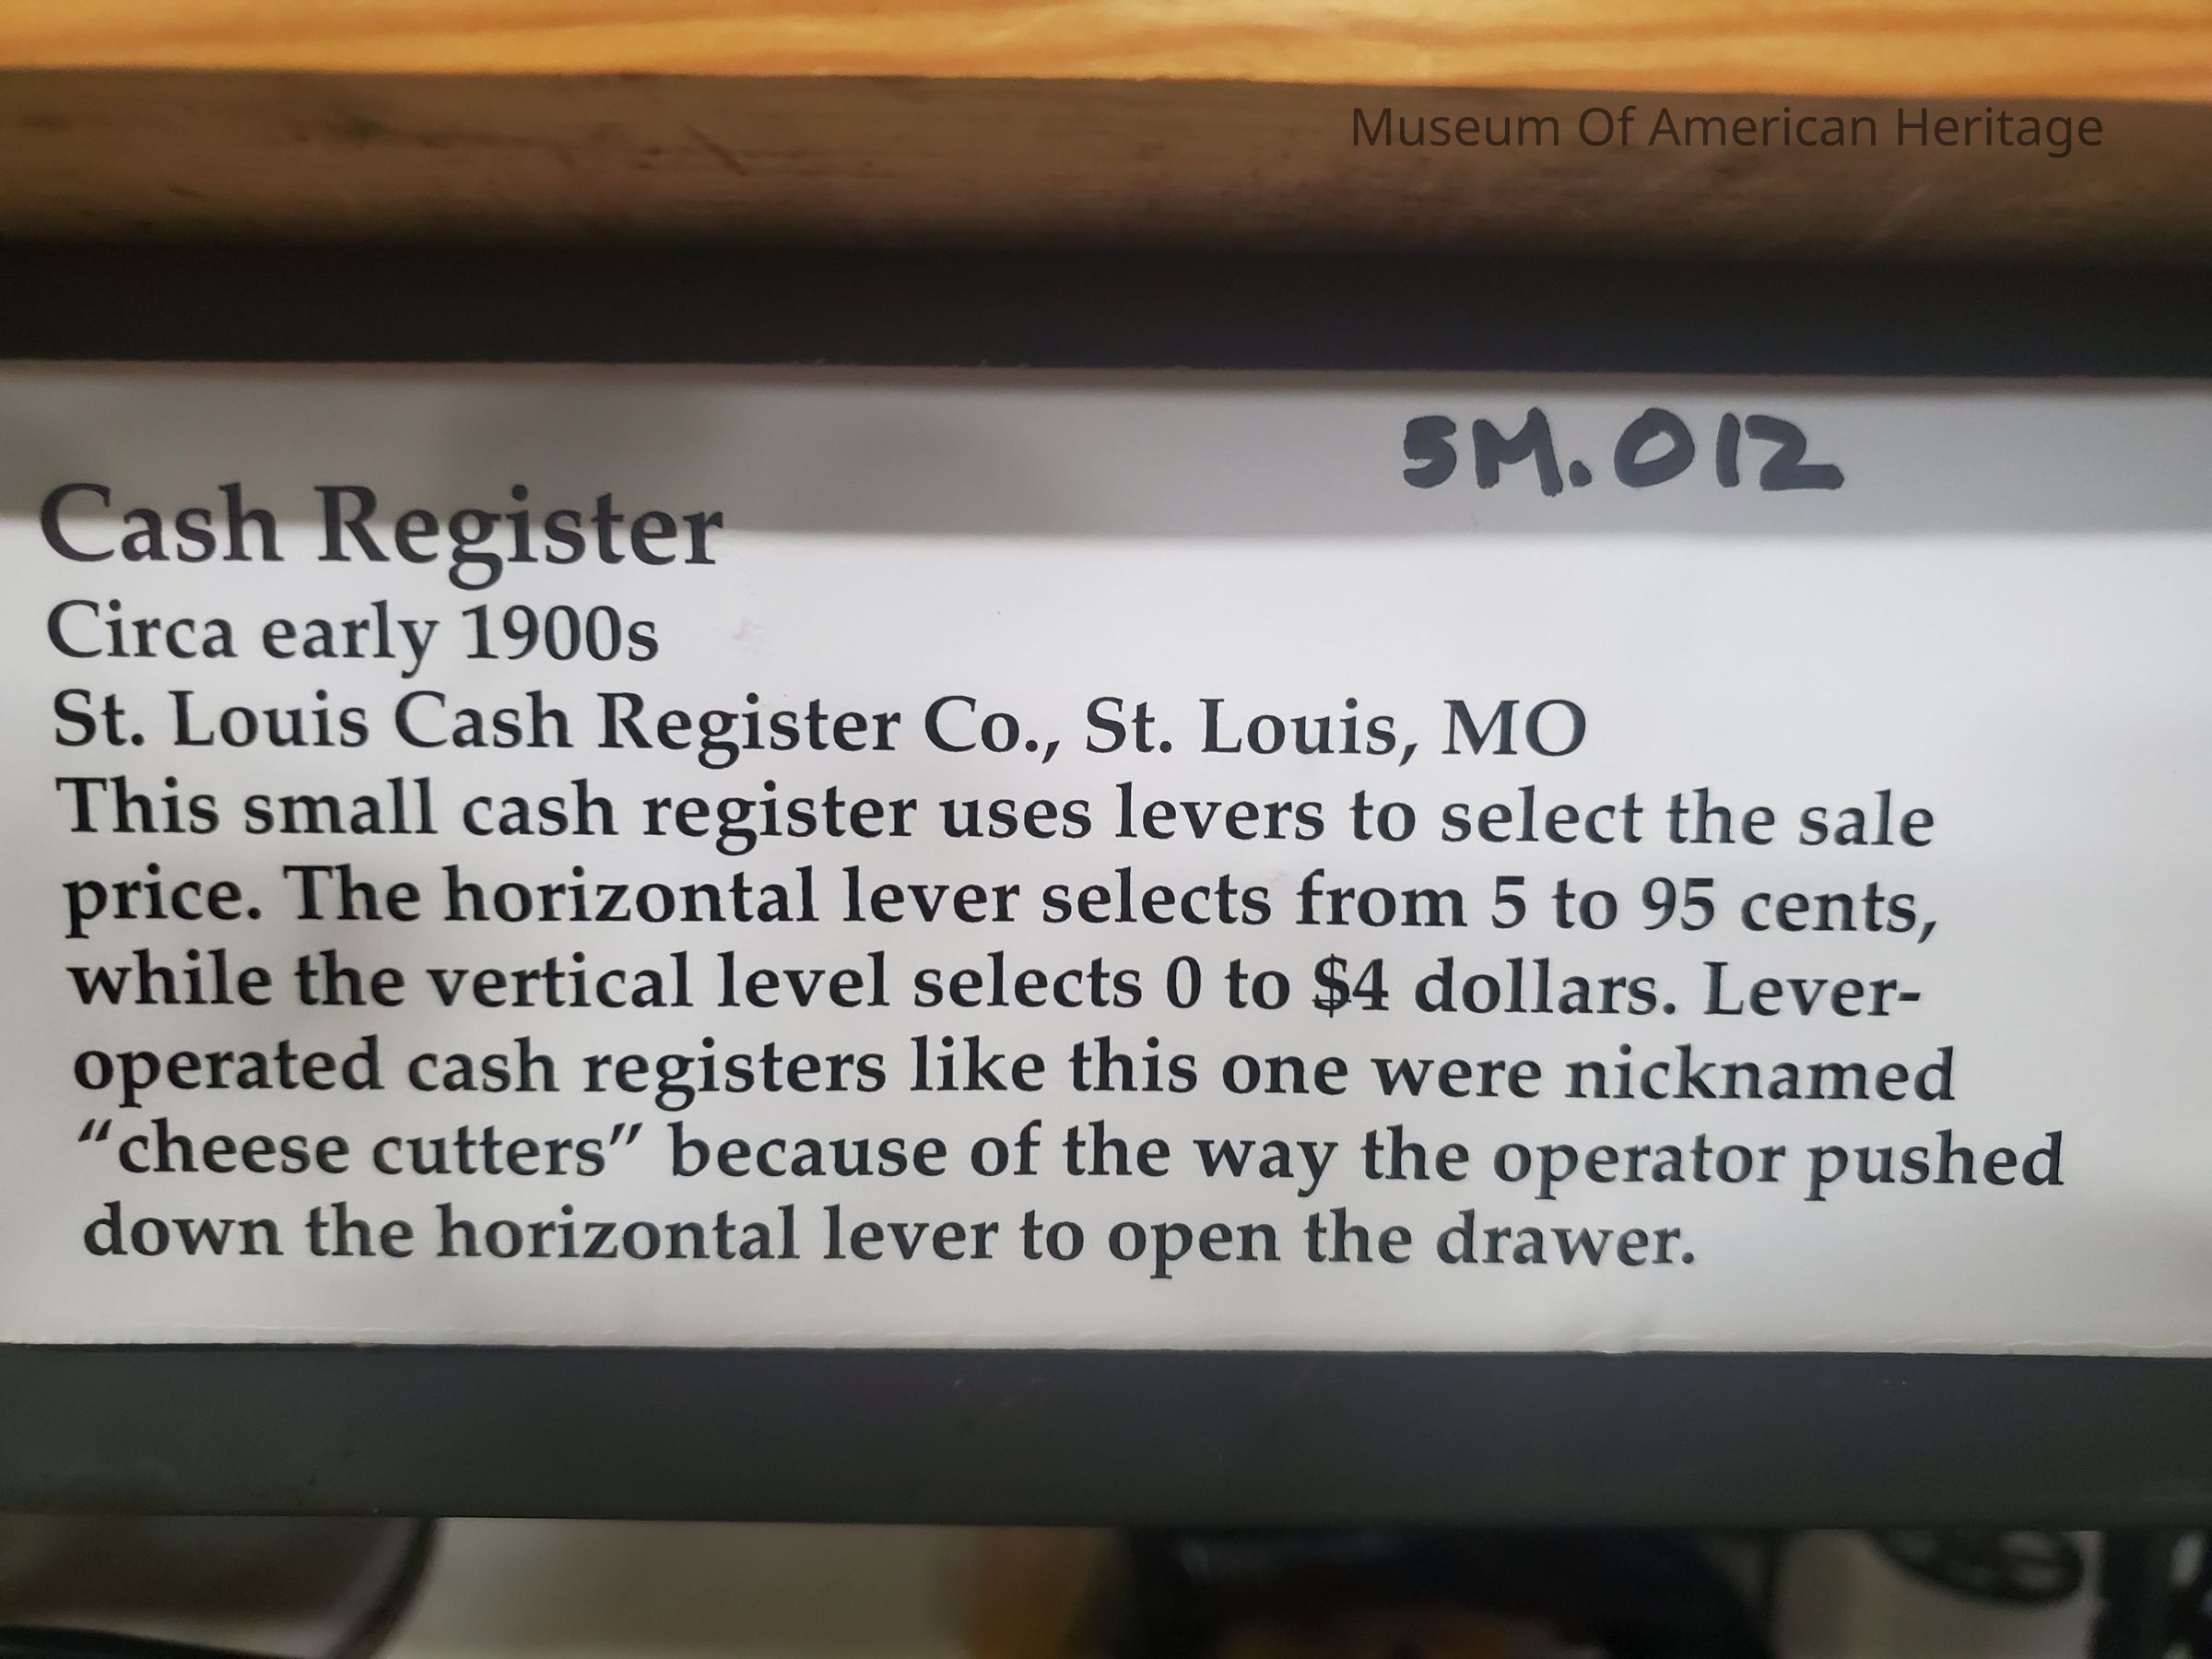 Museum Of American Heritage
SM.012
Cash Register
Circa early 1900s
St. Louis Cash Register Co., St. Louis, MO
This small cash register uses levers to select the sale
price. The horizontal lever selects from 5 to 95 cents,
while the vertical level selects 0 to $4 dollars. Lever-
operated cash registers like this one were nicknamed
“cheese cutters” because of the way the operator pushed
down the horizontal lever to open the drawer.